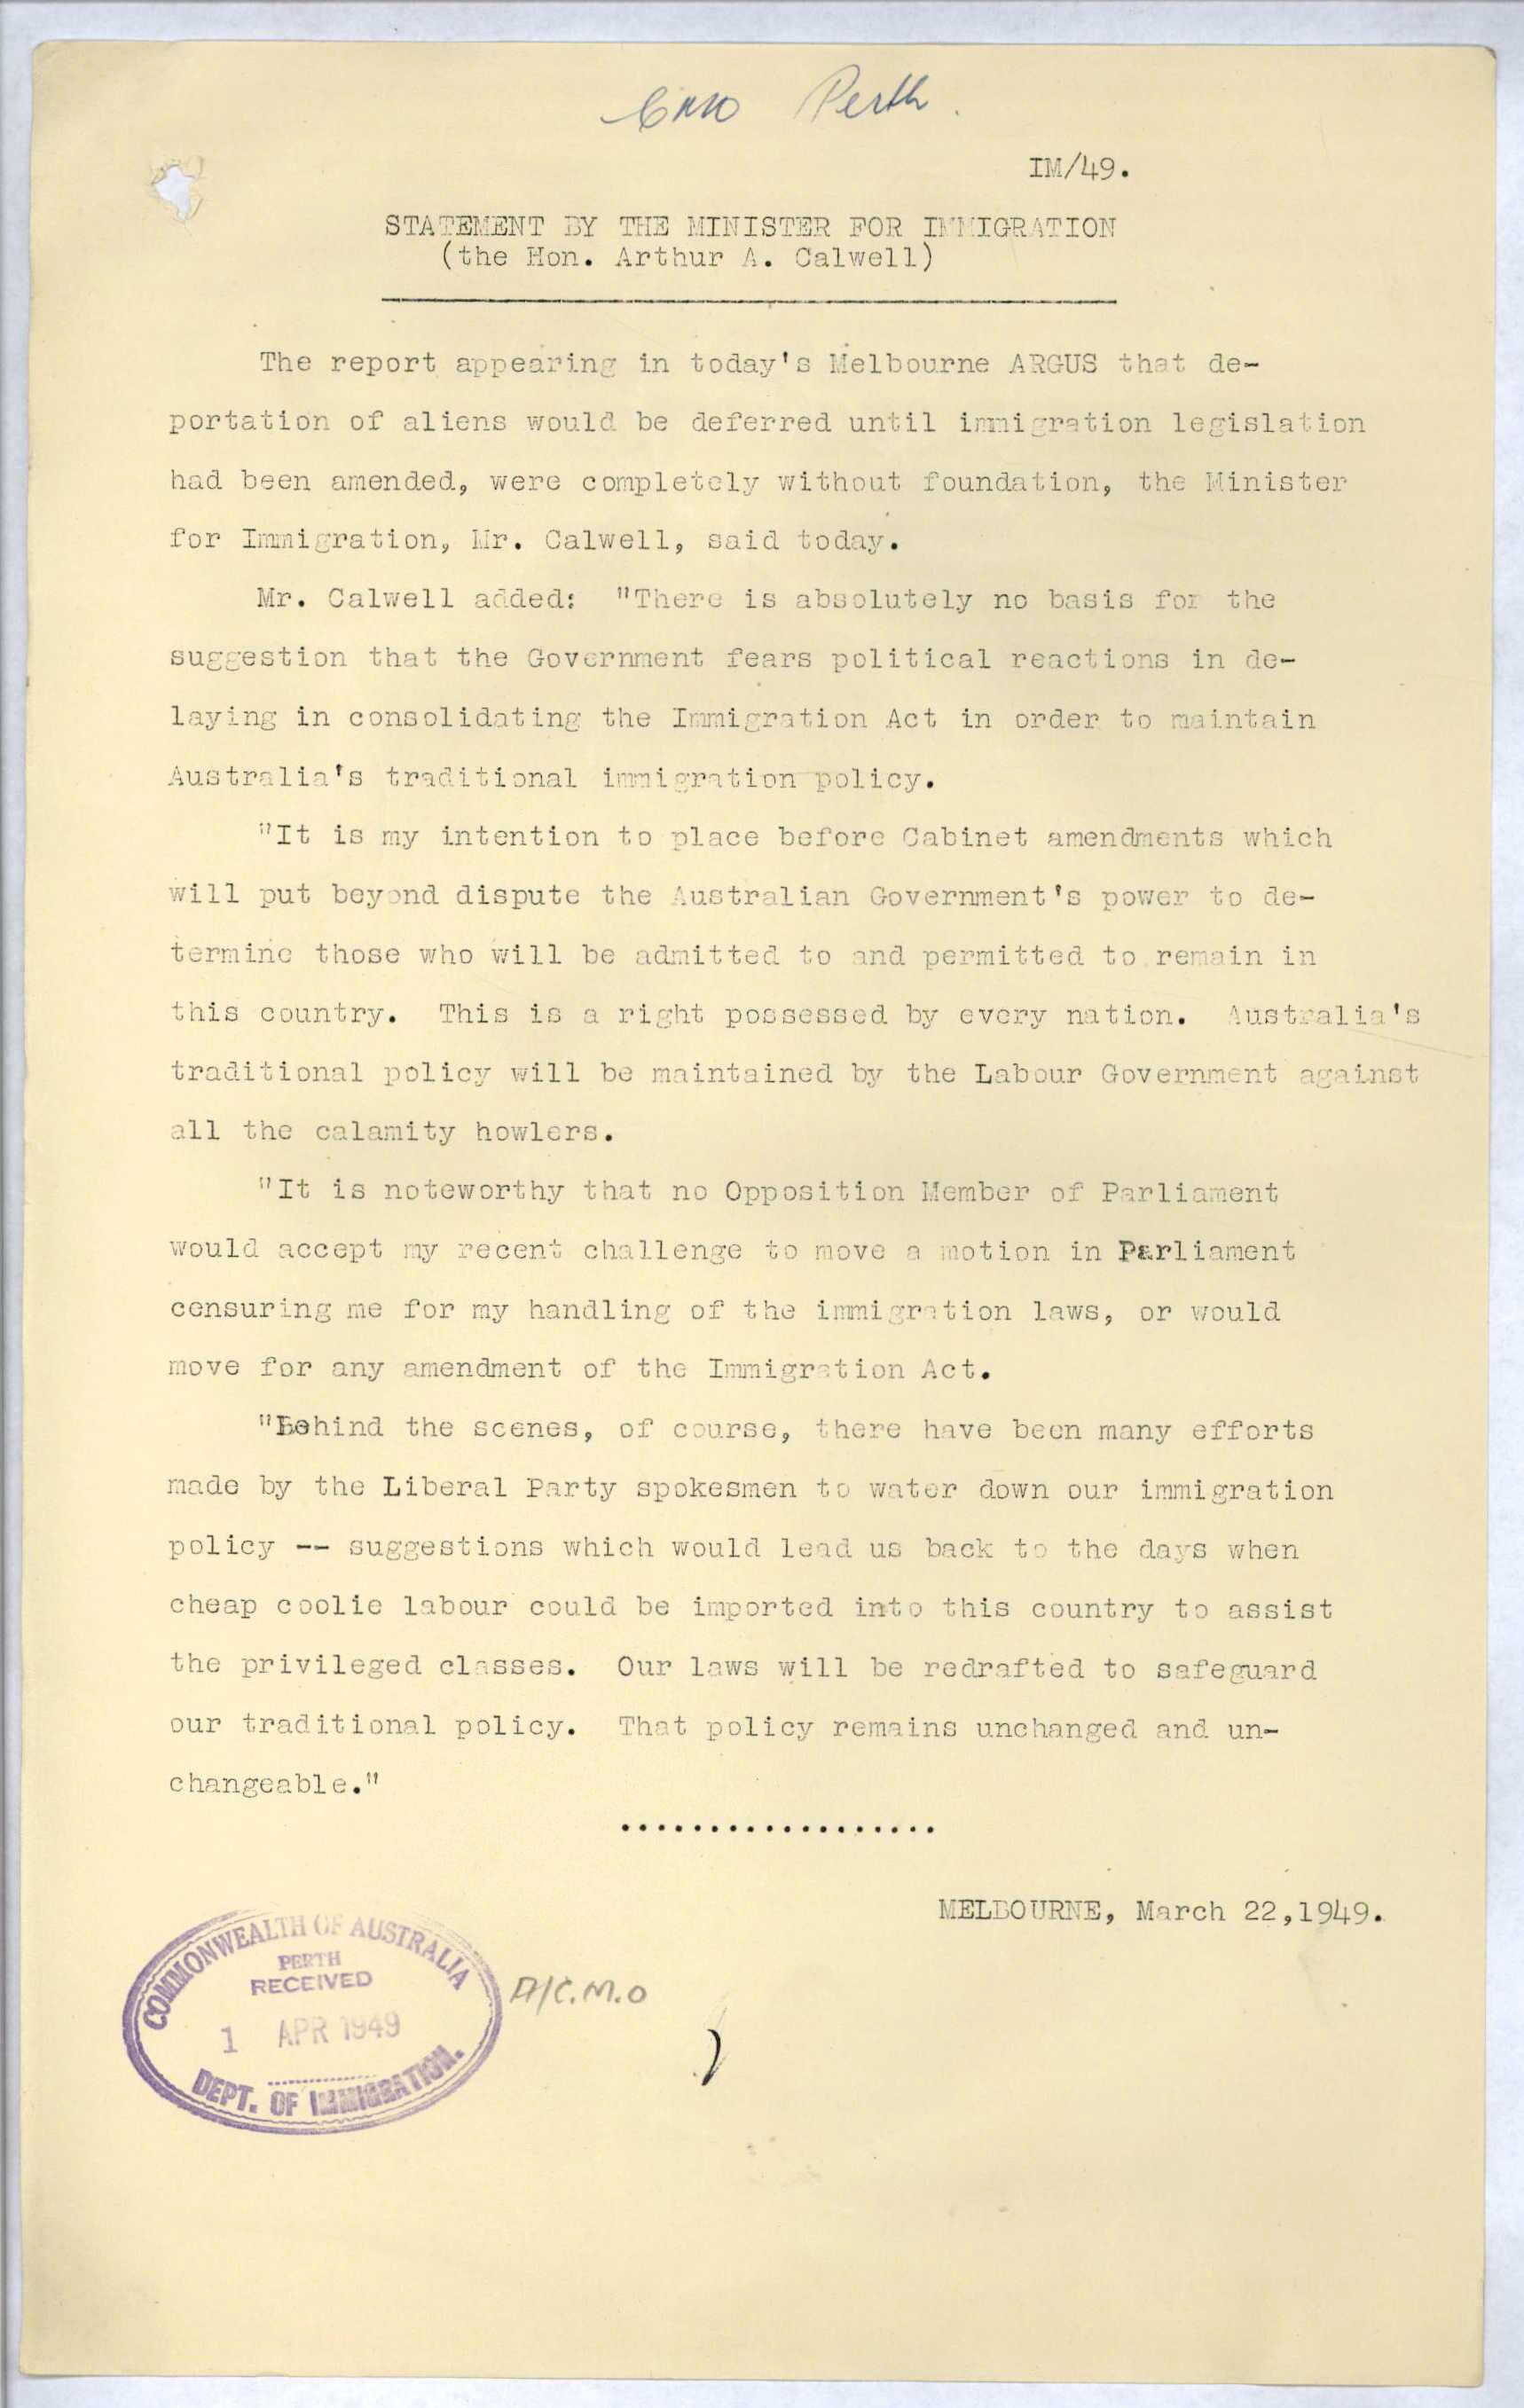 CMO Perth.
IM/49.
STATEMENT BY THE MINISTER FOR IMMIGRATION
(the Hon. Arthur A. Calwell)
The report appearing in today's Melbourne ARGUS that de-
portation of aliens would be deferred until immigration legislation
had been amended, were completely without foundation, the Minister
for Immigration, Mr. Calwell, said today.
Mr. Calwell added: "There is absolutely no basis for the
suggestion that the Government fears political reactions in de-
laying in consolidating the Immigration Act in order to maintain
Australia's traditional immigration policy.
"It is my intention to place before Cabinet amendments which
will put beyond dispute the Australian Government's power to de-
termine those who will be admitted to and permitted to remain in
this country. This is a right possessed by every nation. Australia's
traditional policy will be maintained by the Labour Government against
all the calamity howlers.
"It is noteworthy that no Opposition Member of Parliament
would accept my recent challenge to move a motion in Parliament
censuring me for my handling of the immigration laws, or would
move for any amendment of the Immigration Act.
"Behind the scenes, of course, there have been many efforts
made by the Liberal Party spokesmen to water down our immigration
policy -- suggestions which would lead us back to the days when
cheap coolie labour could be imported into this country to assist
the privileged classes. Our laws will be redrafted to safeguard
our traditional policy. That policy remains unchanged and un-
changeable."
..................
MELBOURNE, March 22,1949.
COMMONWEALTH OF AUSTRALIA
PERTH
RECEIVED
1 APR 1949
DEPT. OF IMMIGRATION.
A/C.M.O